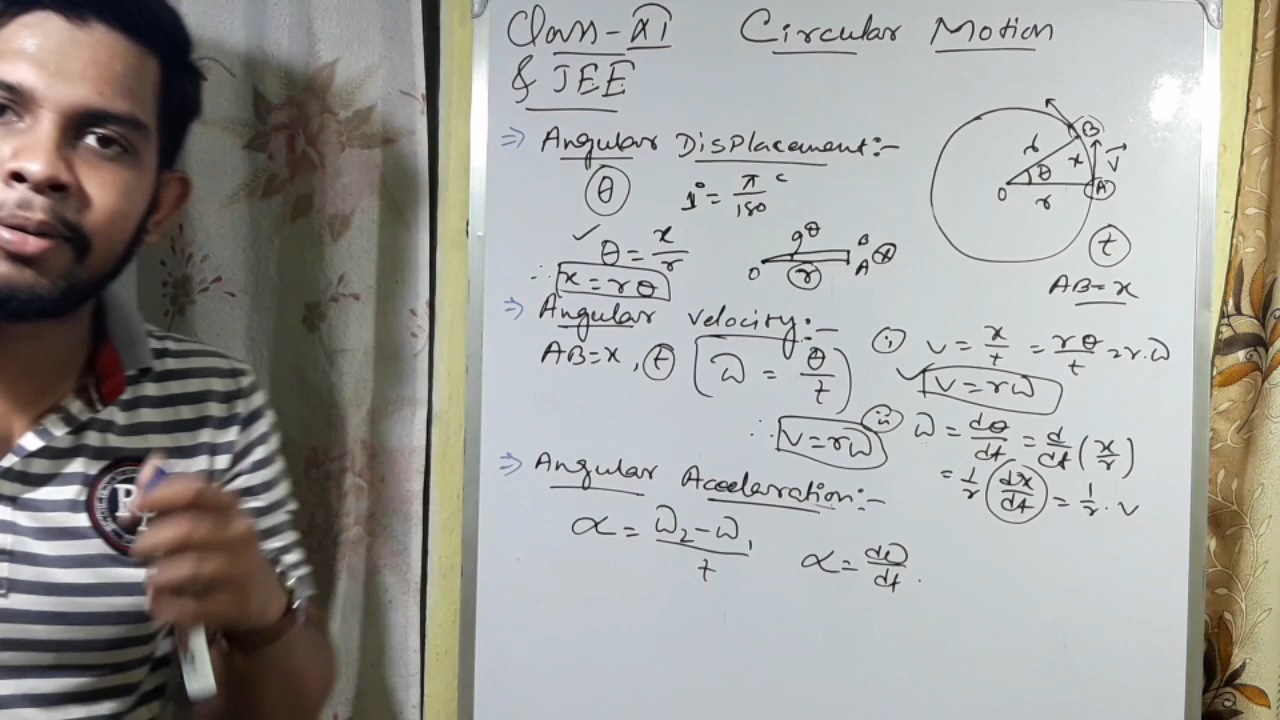 Class-XI Circular Motion
& JEE
⇒ Angular Displacement:-
θ 1° = π/180 c
✓ θ = x/r
∴ x = rθ
O θ B A x r
B r x V⃗ θ O r A
t
AB = x
⇒ Angular velocity:-
AB = x, t ω = θ/t
∴ v = rω
(i) v = x/t = rθ/t = r.ω
✓ v = rω
(ii) ω = dθ/dt = d/dt (x/r)
= 1/r (dx/dt) = 1/r . v
⇒ Angular Acceleration:-
α = ω₂ - ω₁/t α = dω/dt .